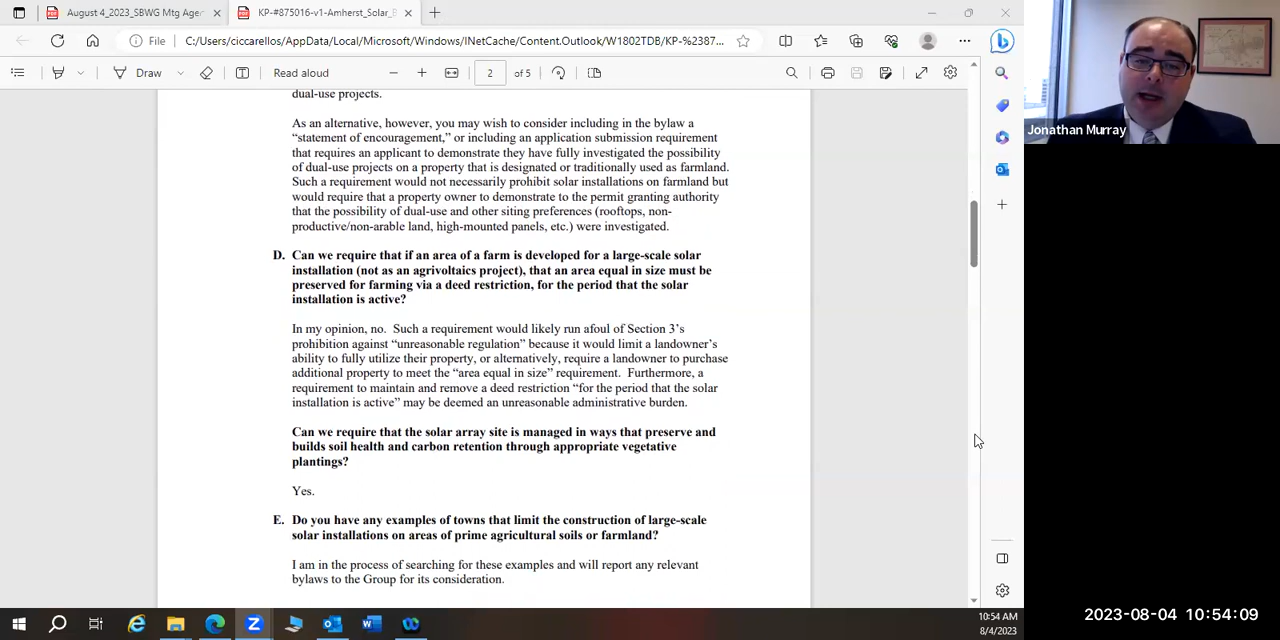 August 4_2023_SBWG Mtg Age
KP-#875016-v1-Amherst_Solar_B
File
C:/Users/ciccarellos/AppData/Local/Microsoft/Windows/INetCache/Content.Outlook/W1802TDB/KP-%2387...
Draw
Read aloud
2
of 5
dual-use projects.
As an alternative, however, you may wish to consider including in the bylaw a
“statement of encouragement,” or including an application submission requirement
that requires an applicant to demonstrate they have fully investigated the possibility
of dual-use projects on a property that is designated or traditionally used as farmland.
Such a requirement would not necessarily prohibit solar installations on farmland but
would require that a property owner to demonstrate to the permit granting authority
that the possibility of dual-use and other siting preferences (rooftops, non-
productive/non-arable land, high-mounted panels, etc.) were investigated.
D. Can we require that if an area of a farm is developed for a large-scale solar
installation (not as an agrivoltaics project), that an area equal in size must be
preserved for farming via a deed restriction, for the period that the solar
installation is active?
In my opinion, no. Such a requirement would likely run afoul of Section 3’s
prohibition against “unreasonable regulation” because it would limit a landowner’s
ability to fully utilize their property, or alternatively, require a landowner to purchase
additional property to meet the “area equal in size” requirement. Furthermore, a
requirement to maintain and remove a deed restriction “for the period that the solar
installation is active” may be deemed an unreasonable administrative burden.
Can we require that the solar array site is managed in ways that preserve and
builds soil health and carbon retention through appropriate vegetative
plantings?
Yes.
E. Do you have any examples of towns that limit the construction of large-scale
solar installations on areas of prime agricultural soils or farmland?
I am in the process of searching for these examples and will report any relevant
bylaws to the Group for its consideration.
Jonathan Murray
10:54 AM
8/4/2023
2023-08-04 10:54:09